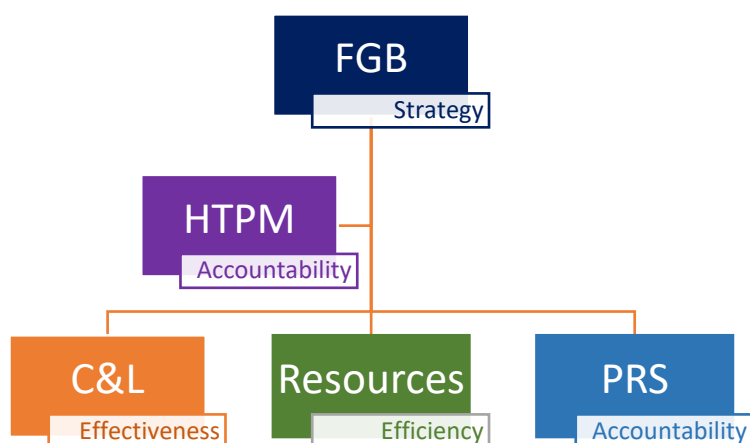 FGB
Strategy
HTPM
Accountability
C&L
Effectiveness
Resources
Efficiency
PRS
Accountability